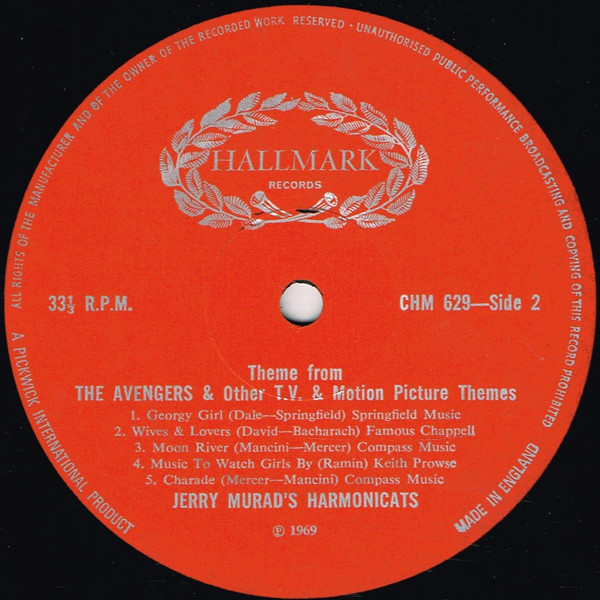 ALL RIGHTS OF THE MANUFACTURER AND OF THE OWNER OF THE RECORDED WORK RESERVED · UNAUTHORISED PUBLIC PERFORMANCE BROADCASTING AND COPYING OF THIS RECORD PROHIBITED
HALLMARK
RECORDS
33⅓ R.P.M.
CHM 629—Side 2
Theme from
THE AVENGERS & Other T.V. & Motion Picture Themes
1. Georgy Girl (Dale—Springfield) Springfield Music
2. Wives & Lovers (David—Bacharach) Famous Chappell
3. Moon River (Mancini—Mercer) Compass Music
4. Music To Watch Girls By (Ramin) Keith Prowse
5. Charade (Mercer—Mancini) Compass Music
JERRY MURAD'S HARMONICATS
℗ 1969
A PICKWICK INTERNATIONAL PRODUCT
MADE IN ENGLAND